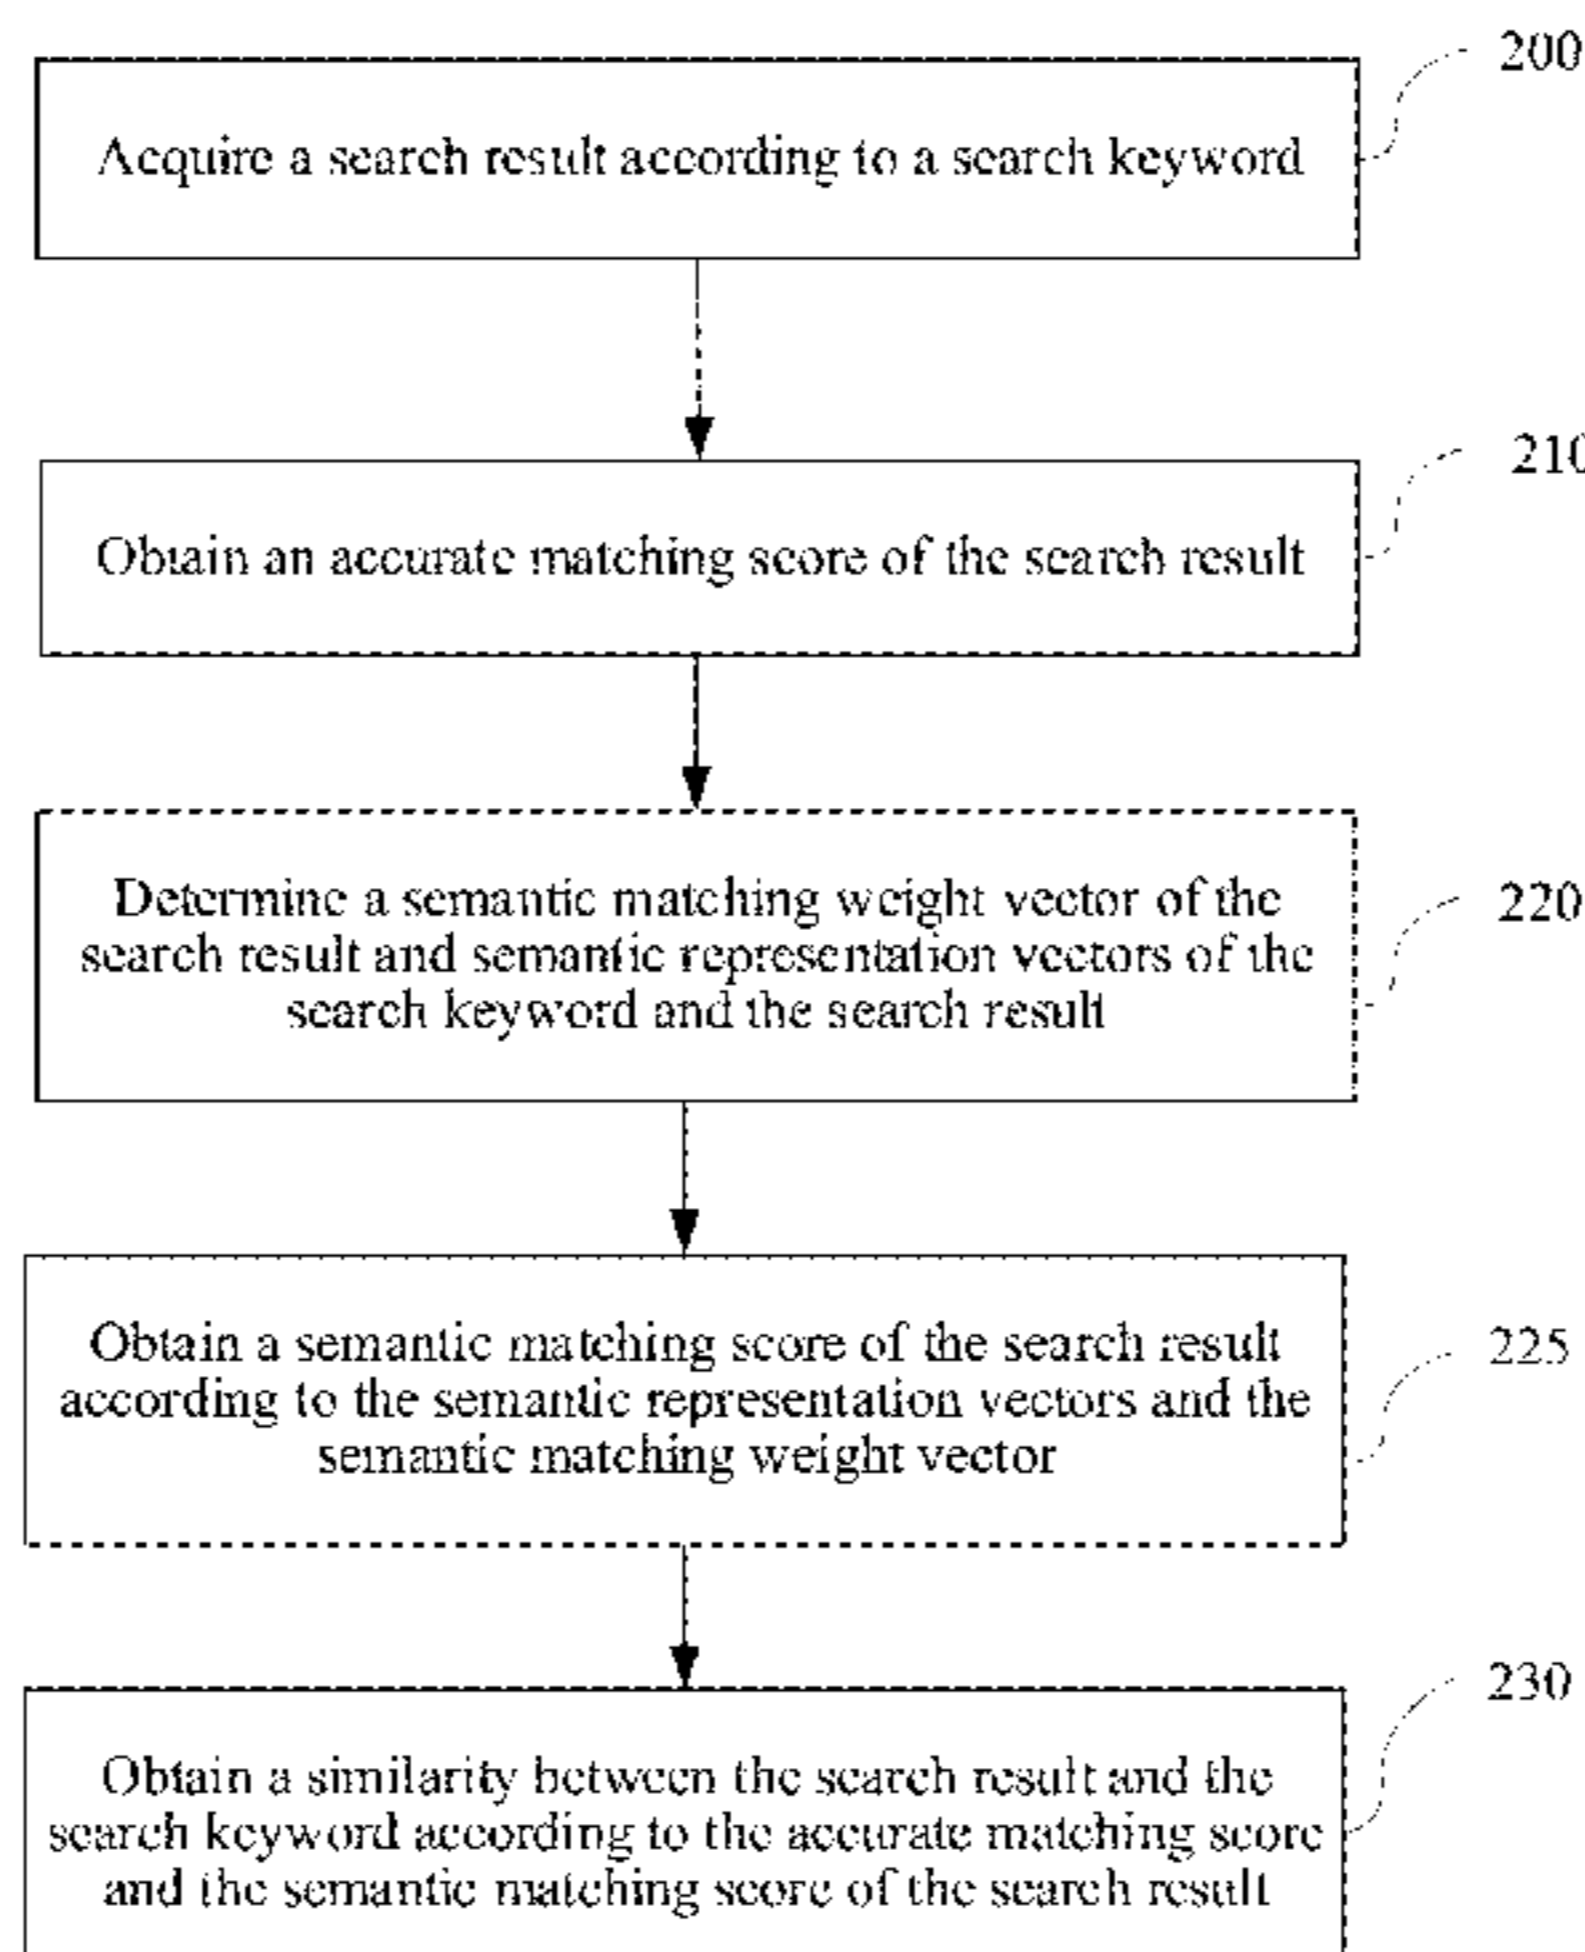 200
Acquire a search result according to a search keyword
210
Obtain an accurate matching score of the search result
Determine a semantic matching weight vector of the
220
search result and semantic representation vectors of the
search keyword and the search result
Obtain a semantic matching score of the search result
225
according to the semantic representation vectors and the
semantic matching weight vector
230
Obtain a similarity between the search result and the
search keyword according to the accurate matching score
and the semantic matching score of the search result